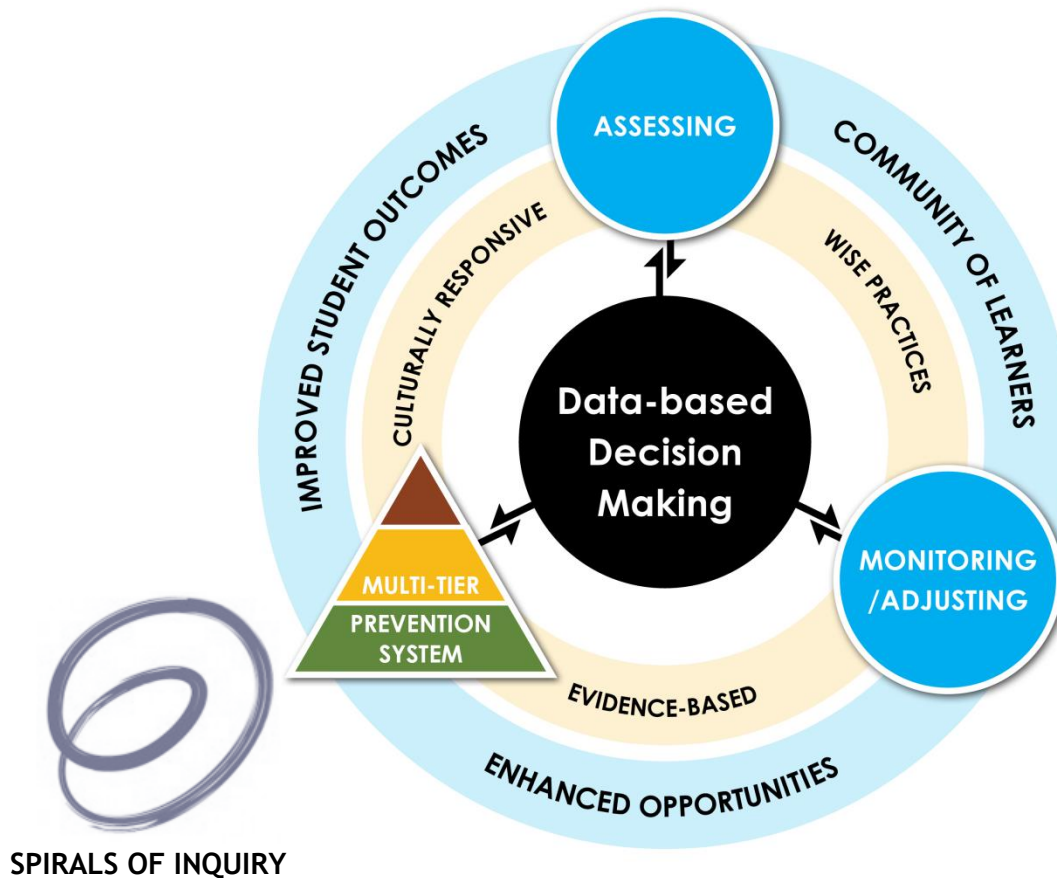 ASSESSING
IMPROVED STUDENT OUTCOMES
COMMUNITY OF LEARNERS
CULTURALLY RESPONSIVE
WISE PRACTICES
Data-based
Decision
Making
MULTI-TIER
PREVENTION
SYSTEM
MONITORING
/ADJUSTING
EVIDENCE-BASED
ENHANCED OPPORTUNITIES
SPIRALS OF INQUIRY